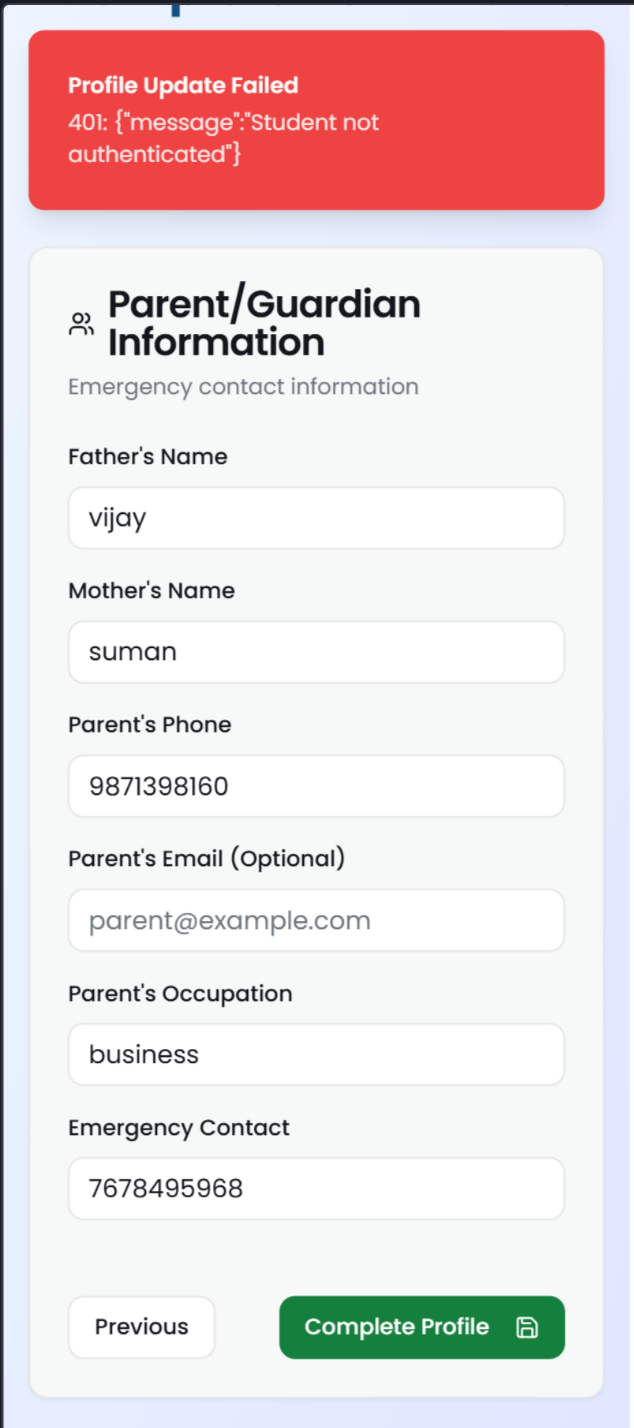 Profile Update Failed
401: {"message":"Student not
authenticated"}
Parent/Guardian
Information
Emergency contact information
Father's Name
vijay
Mother's Name
suman
Parent's Phone
9871398160
Parent's Email (Optional)
parent@example.com
Parent's Occupation
business
Emergency Contact
7678495968
Previous
Complete Profile